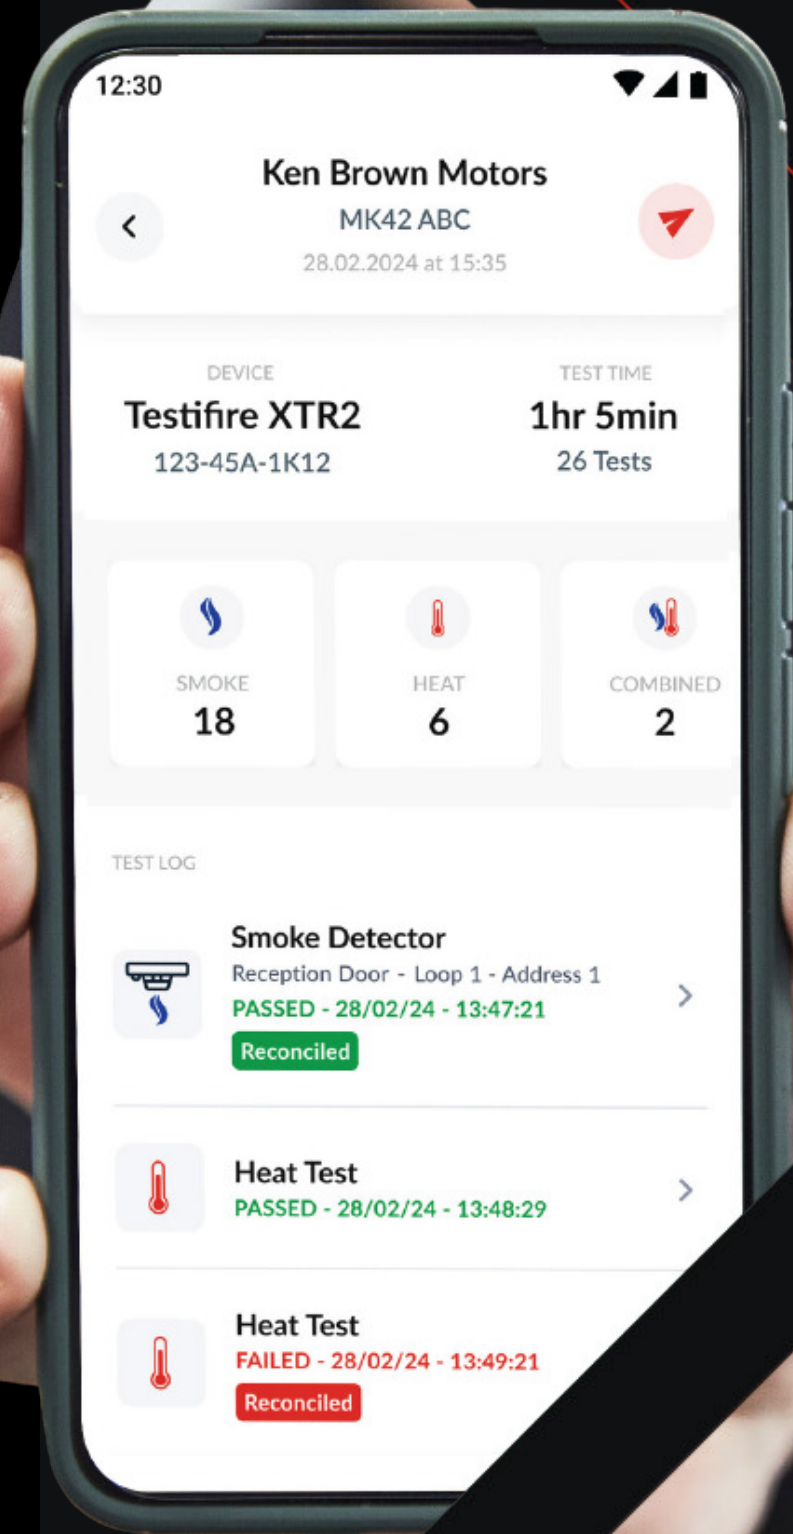 12:30
Ken Brown Motors
MK42 ABC
28.02.2024 at 15:35
DEVICE
Testifire XTR2
123-45A-1K12
TEST TIME
1hr 5min
26 Tests
SMOKE
18
HEAT
6
COMBINED
2
TEST LOG
Smoke Detector
Reception Door - Loop 1 - Address 1
PASSED - 28/02/24 - 13:47:21
Reconciled
Heat Test
PASSED - 28/02/24 - 13:48:29
Heat Test
FAILED - 28/02/24 - 13:49:21
Reconciled